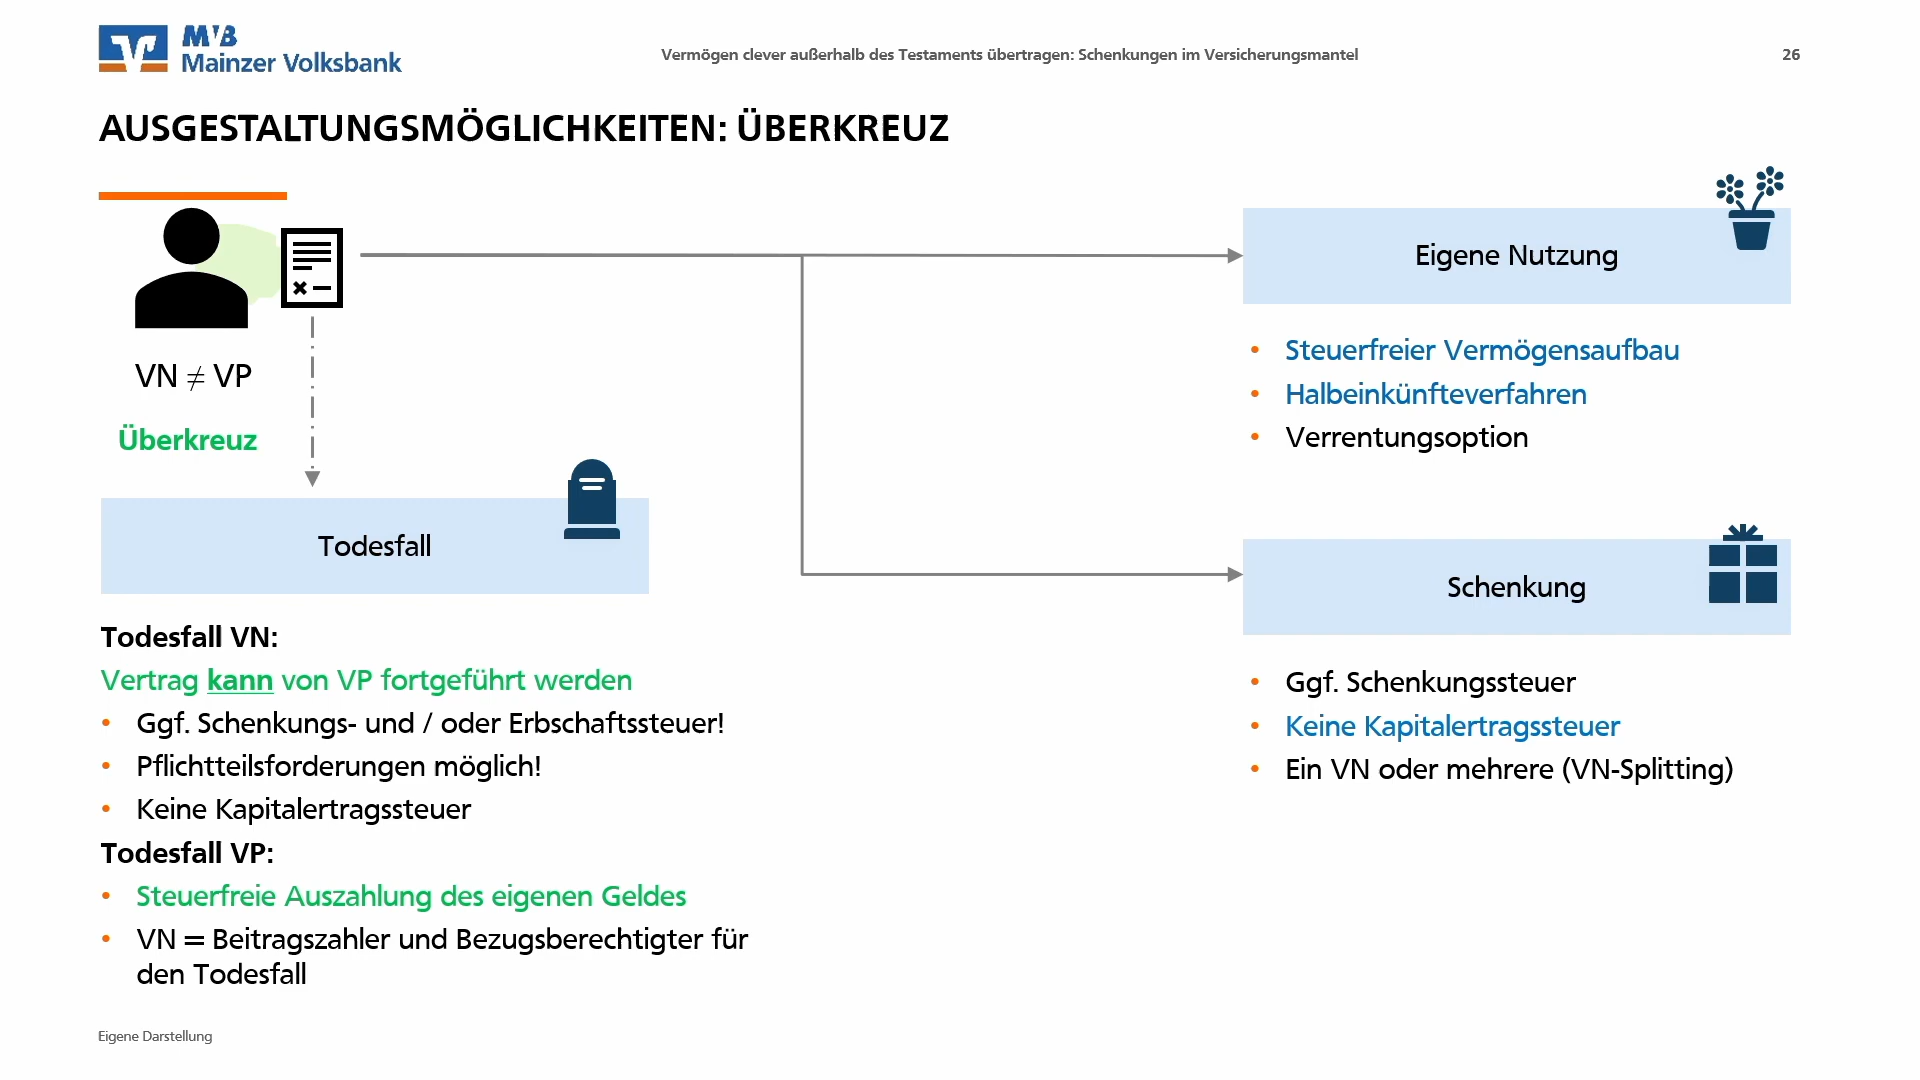 MVB
Mainzer Volksbank
Vermögen clever außerhalb des Testaments übertragen: Schenkungen im Versicherungsmantel
26
AUSGESTALTUNGSMÖGLICHKEITEN: ÜBERKREUZ
VN ≠ VP
Überkreuz
Todesfall
Todesfall VN:
Vertrag kann von VP fortgeführt werden
• Ggf. Schenkungs- und / oder Erbschaftssteuer!
• Pflichtteilsforderungen möglich!
• Keine Kapitalertragssteuer
Todesfall VP:
• Steuerfreie Auszahlung des eigenen Geldes
• VN = Beitragszahler und Bezugsberechtigter für
den Todesfall
Eigene Nutzung
• Steuerfreier Vermögensaufbau
• Halbeinkünfteverfahren
• Verrentungsoption
Schenkung
• Ggf. Schenkungssteuer
• Keine Kapitalertragssteuer
• Ein VN oder mehrere (VN-Splitting)
Eigene Darstellung